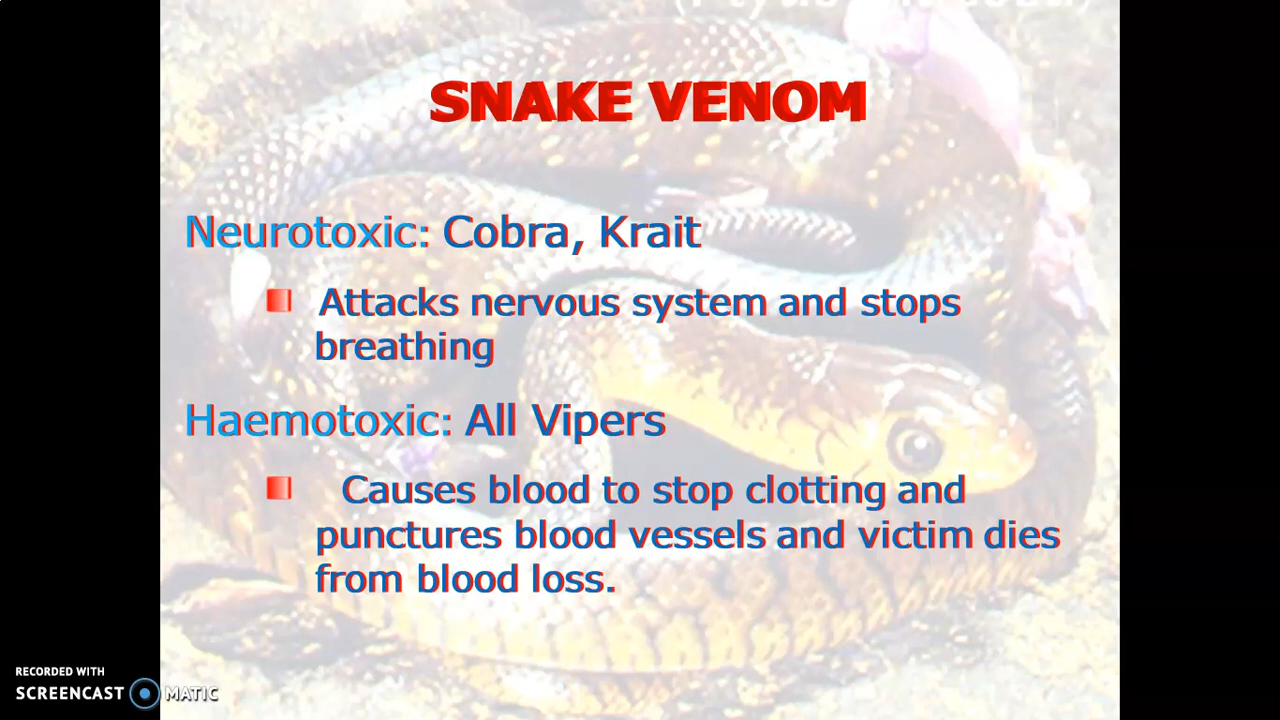 SNAKE VENOM
Neurotoxic: Cobra, Krait
Attacks nervous system and stops
breathing
Haemotoxic: All Vipers
Causes blood to stop clotting and
punctures blood vessels and victim dies
from blood loss.
RECORDED WITH
SCREENCAST MATIC